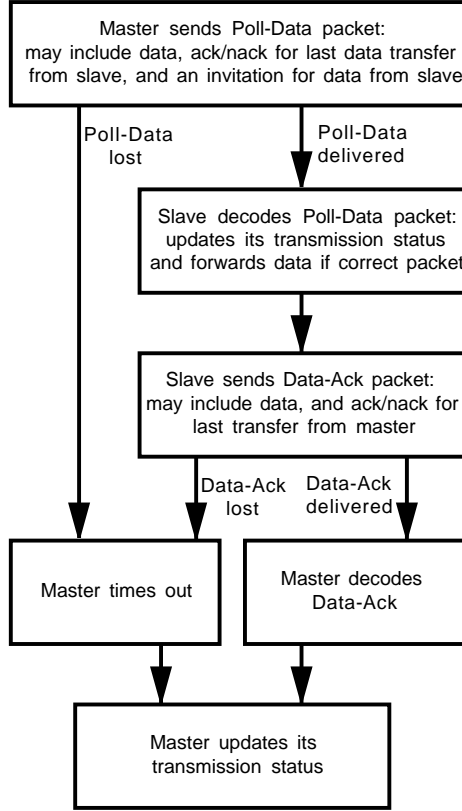 Master sends Poll-Data packet:
may include data, ack/nack for last data transfer
from slave, and an invitation for data from slave
Poll-Data
lost
Poll-Data
delivered
Slave decodes Poll-Data packet:
updates its transmission status
and forwards data if correct packet
Slave sends Data-Ack packet:
may include data, and ack/nack for
last transfer from master
Data-Ack
lost
Data-Ack
delivered
Master times out
Master decodes
Data-Ack
Master updates its
transmission status